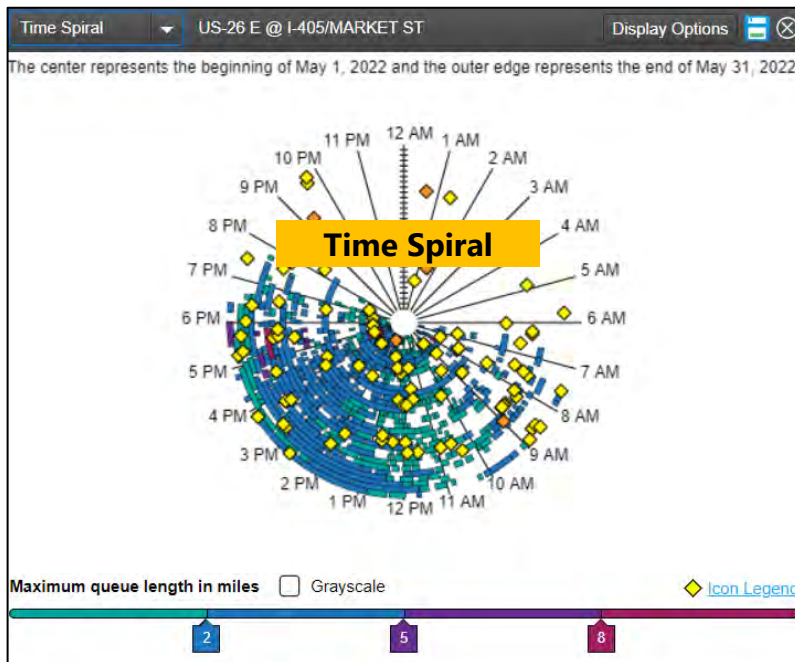 Time Spiral
US-26 E @ I-405/MARKET ST
Display Options
The center represents the beginning of May 1, 2022 and the outer edge represents the end of May 31, 2022
12 AM
1 AM
2 AM
3 AM
4 AM
5 AM
6 AM
7 AM
8 AM
9 AM
10 AM
11 AM
12 PM
1 PM
2 PM
3 PM
4 PM
5 PM
6 PM
7 PM
8 PM
9 PM
10 PM
11 PM
Time Spiral
Maximum queue length in miles
Grayscale
Icon Legend
2
5
8